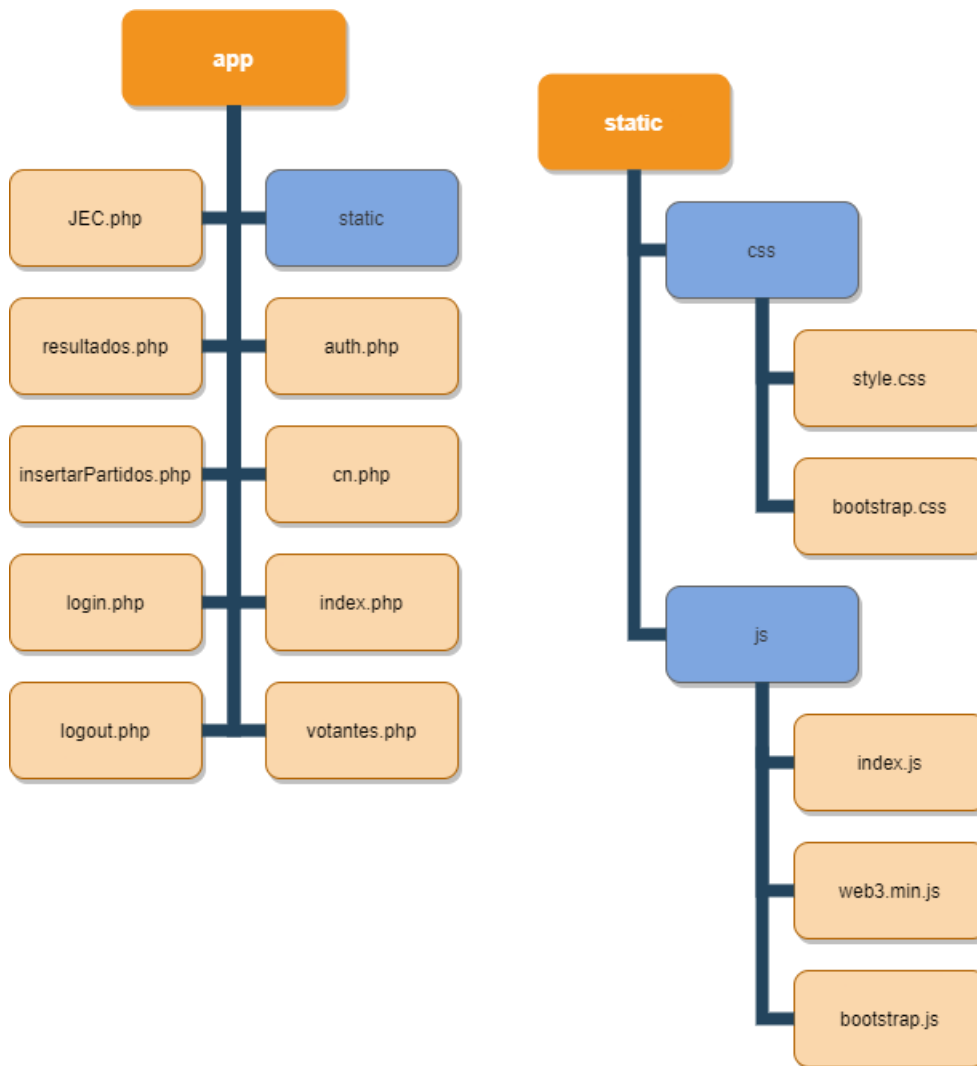 app
JEC.php
static
resultados.php
auth.php
insertarPartidos.php
cn.php
login.php
index.php
logout.php
votantes.php
static
css
style.css
bootstrap.css
js
index.js
web3.min.js
bootstrap.js